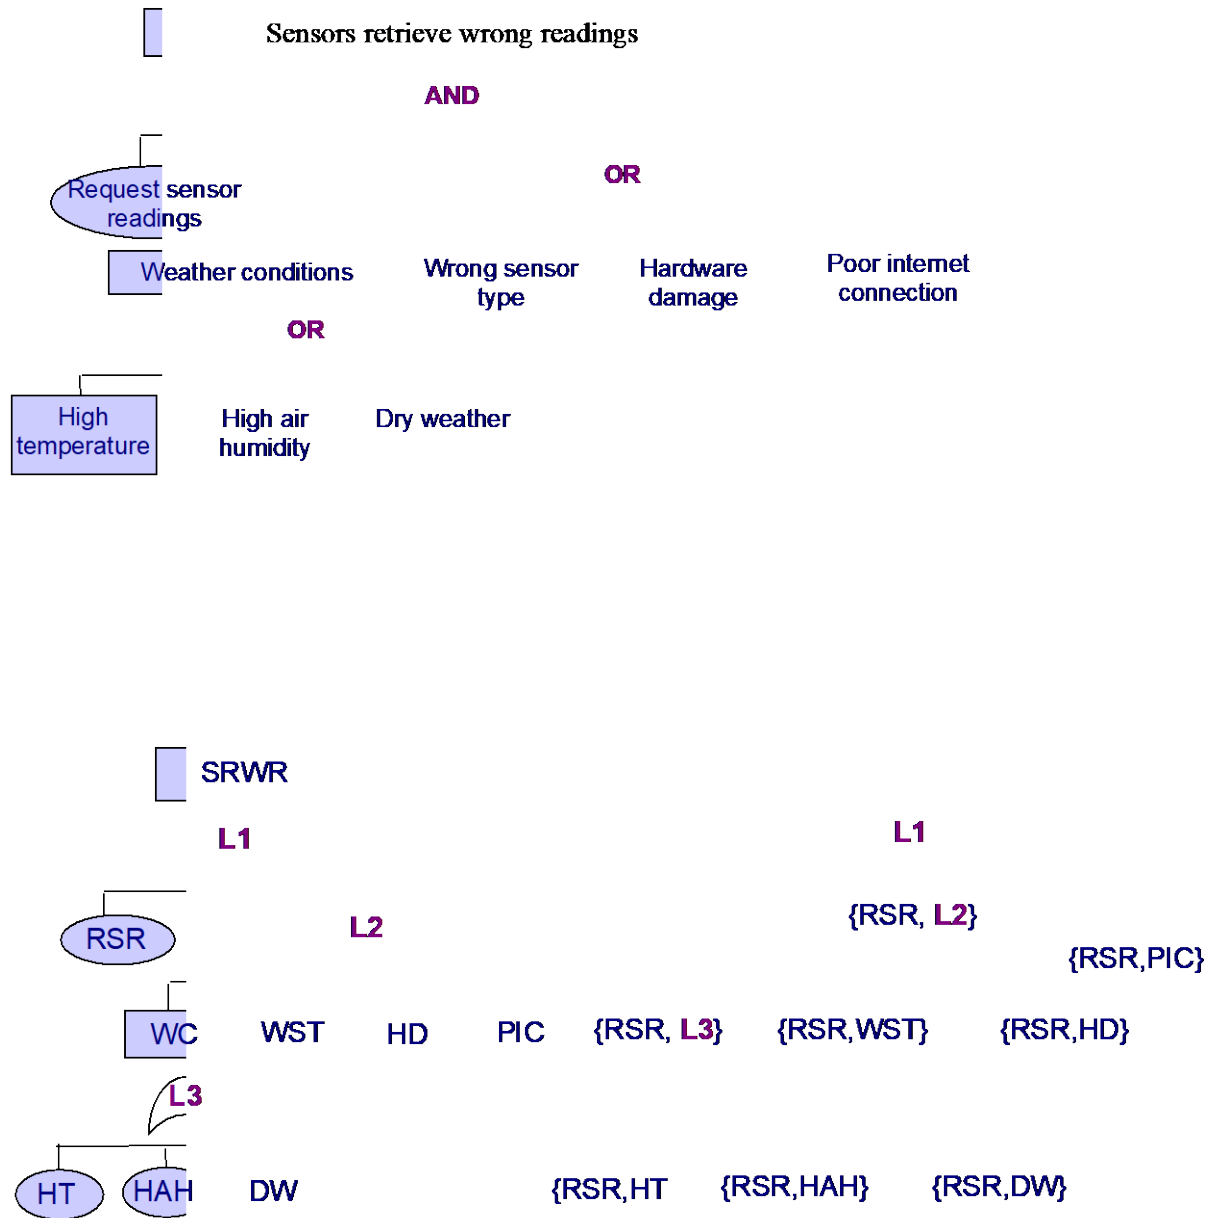 Sensors retrieve wrong readings
AND
OR
Request sensor
readings
Weather conditions
Wrong sensor
type
Hardware
damage
Poor internet
connection
OR
High
temperature
High air
humidity
Dry weather
SRWR
L1
L1
RSR
L2
{RSR, L2}
{RSR,PIC}
WC
WST
HD
PIC
{RSR, L3}
{RSR,WST}
{RSR,HD}
L3
HT
HAH
DW
{RSR,HT
{RSR,HAH}
{RSR,DW}